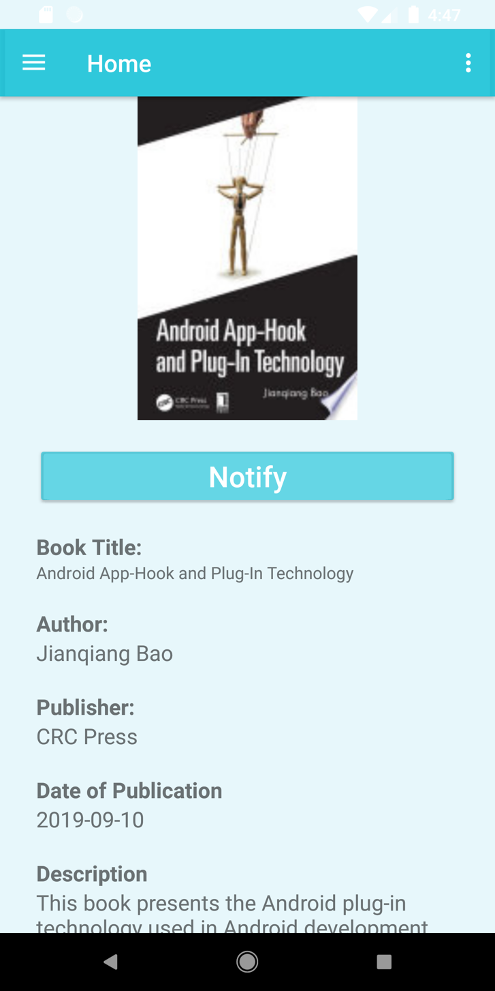 4:47
Home
Android App-Hook
and Plug-In Technology
Jianqiang Bao
CRC Press
Notify
Book Title:
Android App-Hook and Plug-In Technology
Author:
Jianqiang Bao
Publisher:
CRC Press
Date of Publication
2019-09-10
Description
This book presents the Android plug-in
technology used in Android development